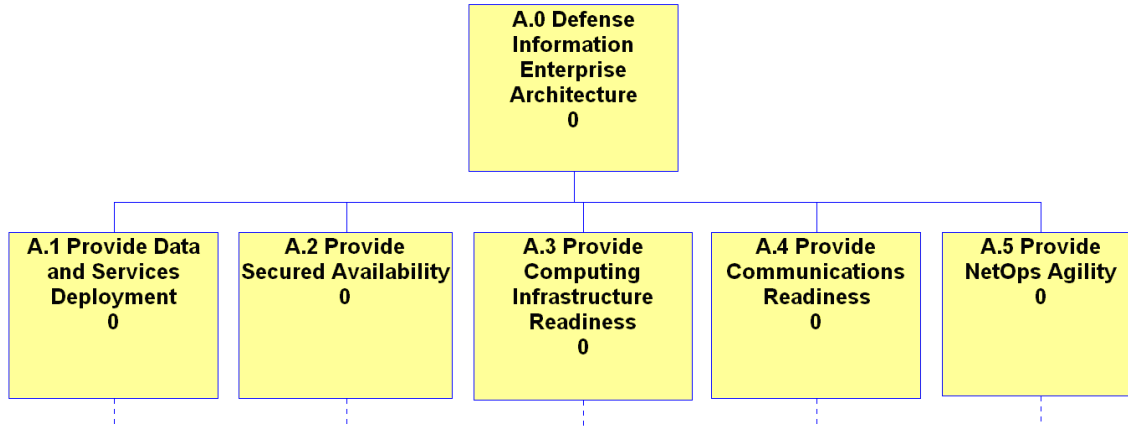 A.0 Defense
Information
Enterprise
Architecture
0
A.1 Provide Data
and Services
Deployment
0
A.2 Provide
Secured Availability
0
A.3 Provide
Computing
Infrastructure
Readiness
0
A.4 Provide
Communications
Readiness
0
A.5 Provide
NetOps Agility
0